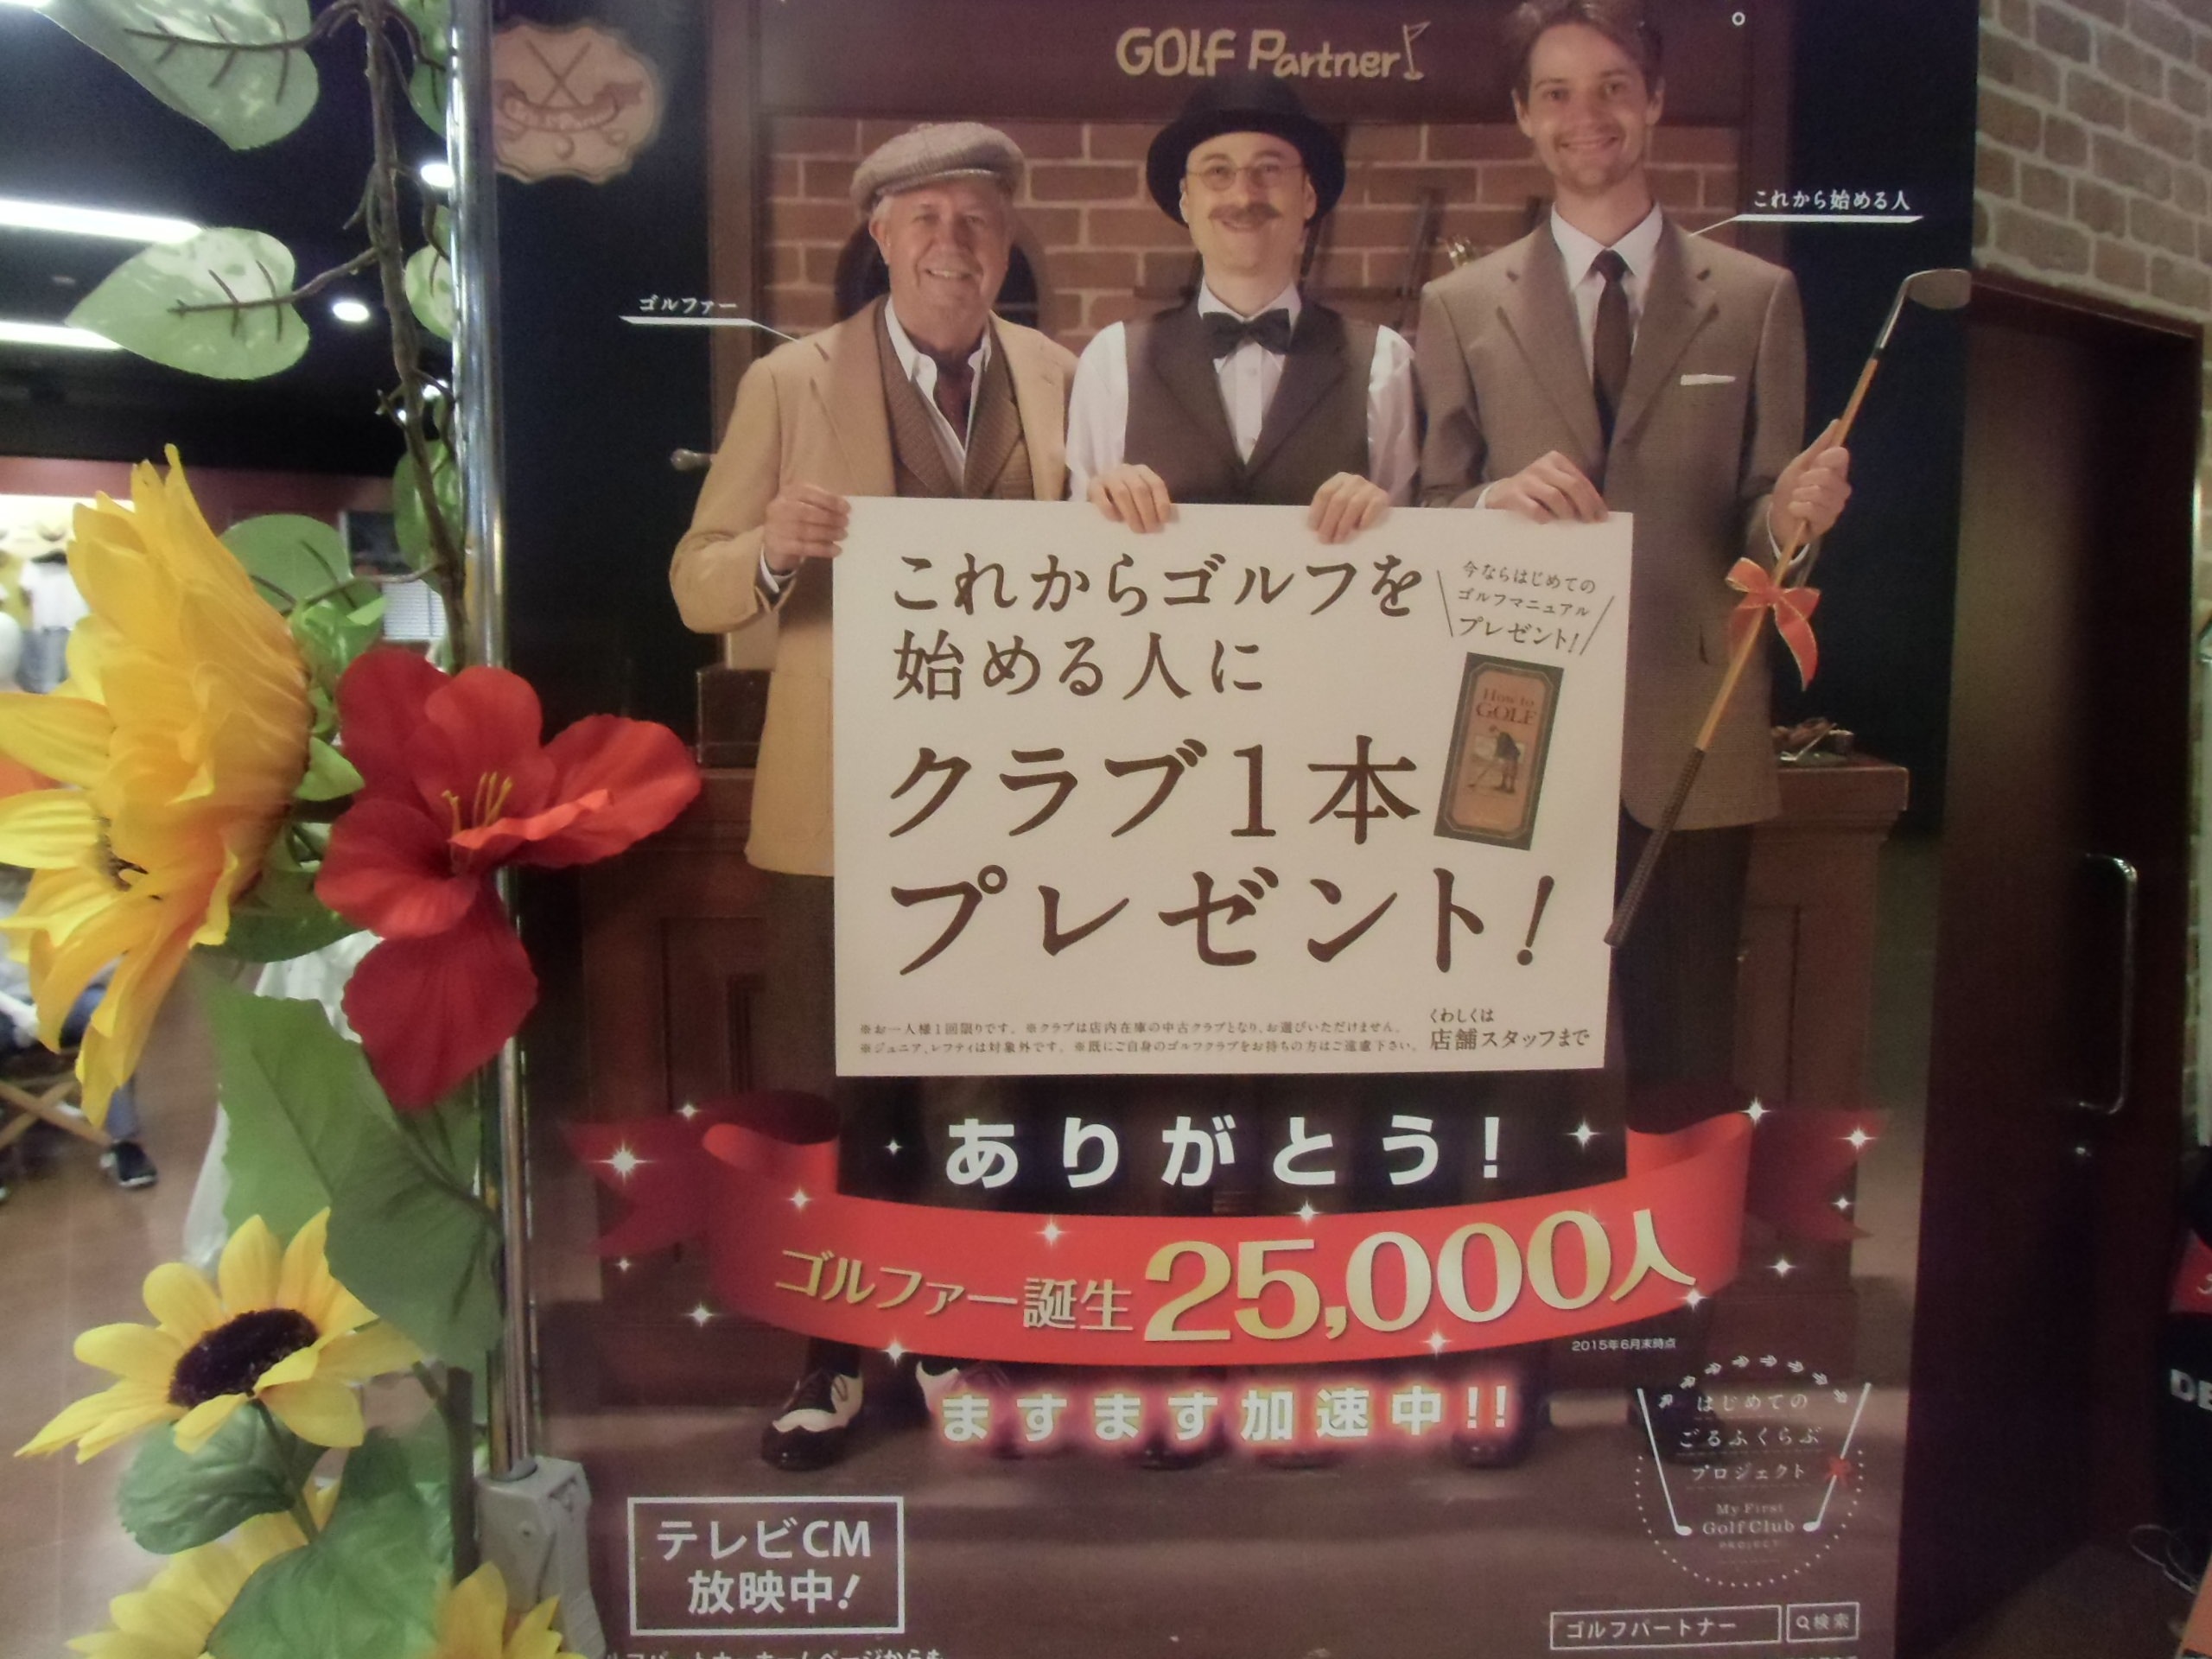 GOLF Partner
これから始める人
ゴルファー
これからゴルフを
始める人に
クラブ1本
プレゼント!
今ならはじめての
ゴルフマニュアル
プレゼント!
How to
GOLF
※お一人様1回限りです。※クラブは店内在庫の中古クラブとなり、お選びいただけません。
※ジュニア、レフティは対象外です。※既にご自身のゴルフクラブをお持ちの方はご遠慮下さい。
くわしくは
店舗スタッフまで
ありがとう!
ゴルファー誕生25,000人
2015年6月末時点
ますます加速中!!
はじめての
ごるふくらぶ
プロジェクト
My First
Golf Club
PROJECT
テレビCM
放映中!
ゴルフパートナー 検索